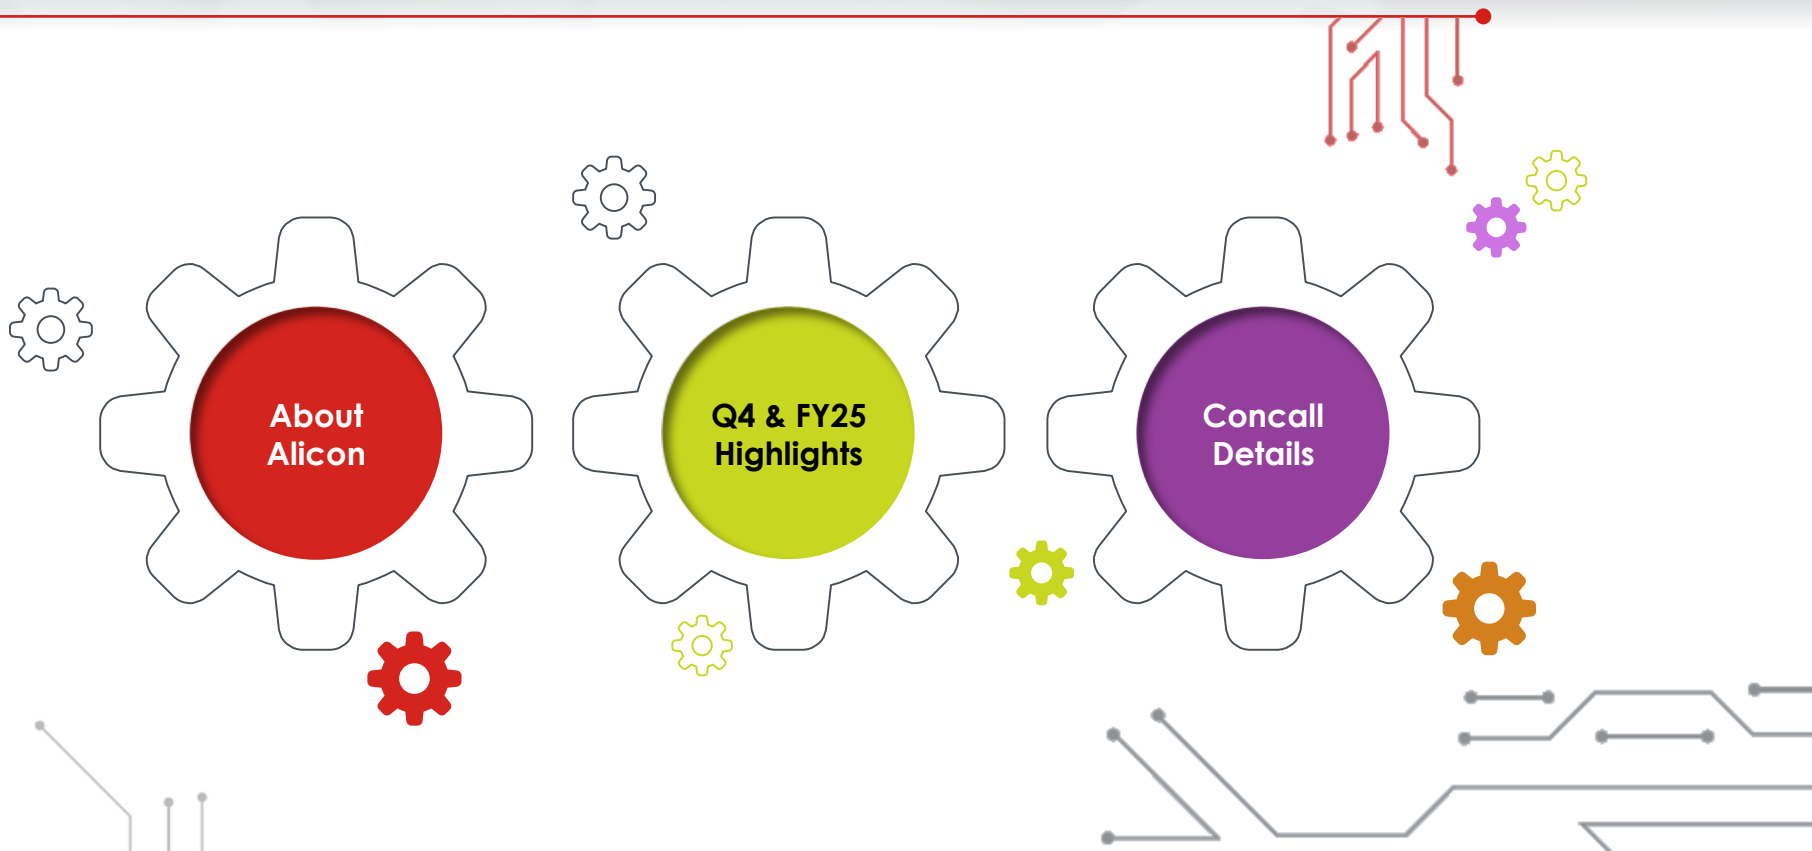 About
Alicon
Q4 & FY25
Highlights
Concall
Details